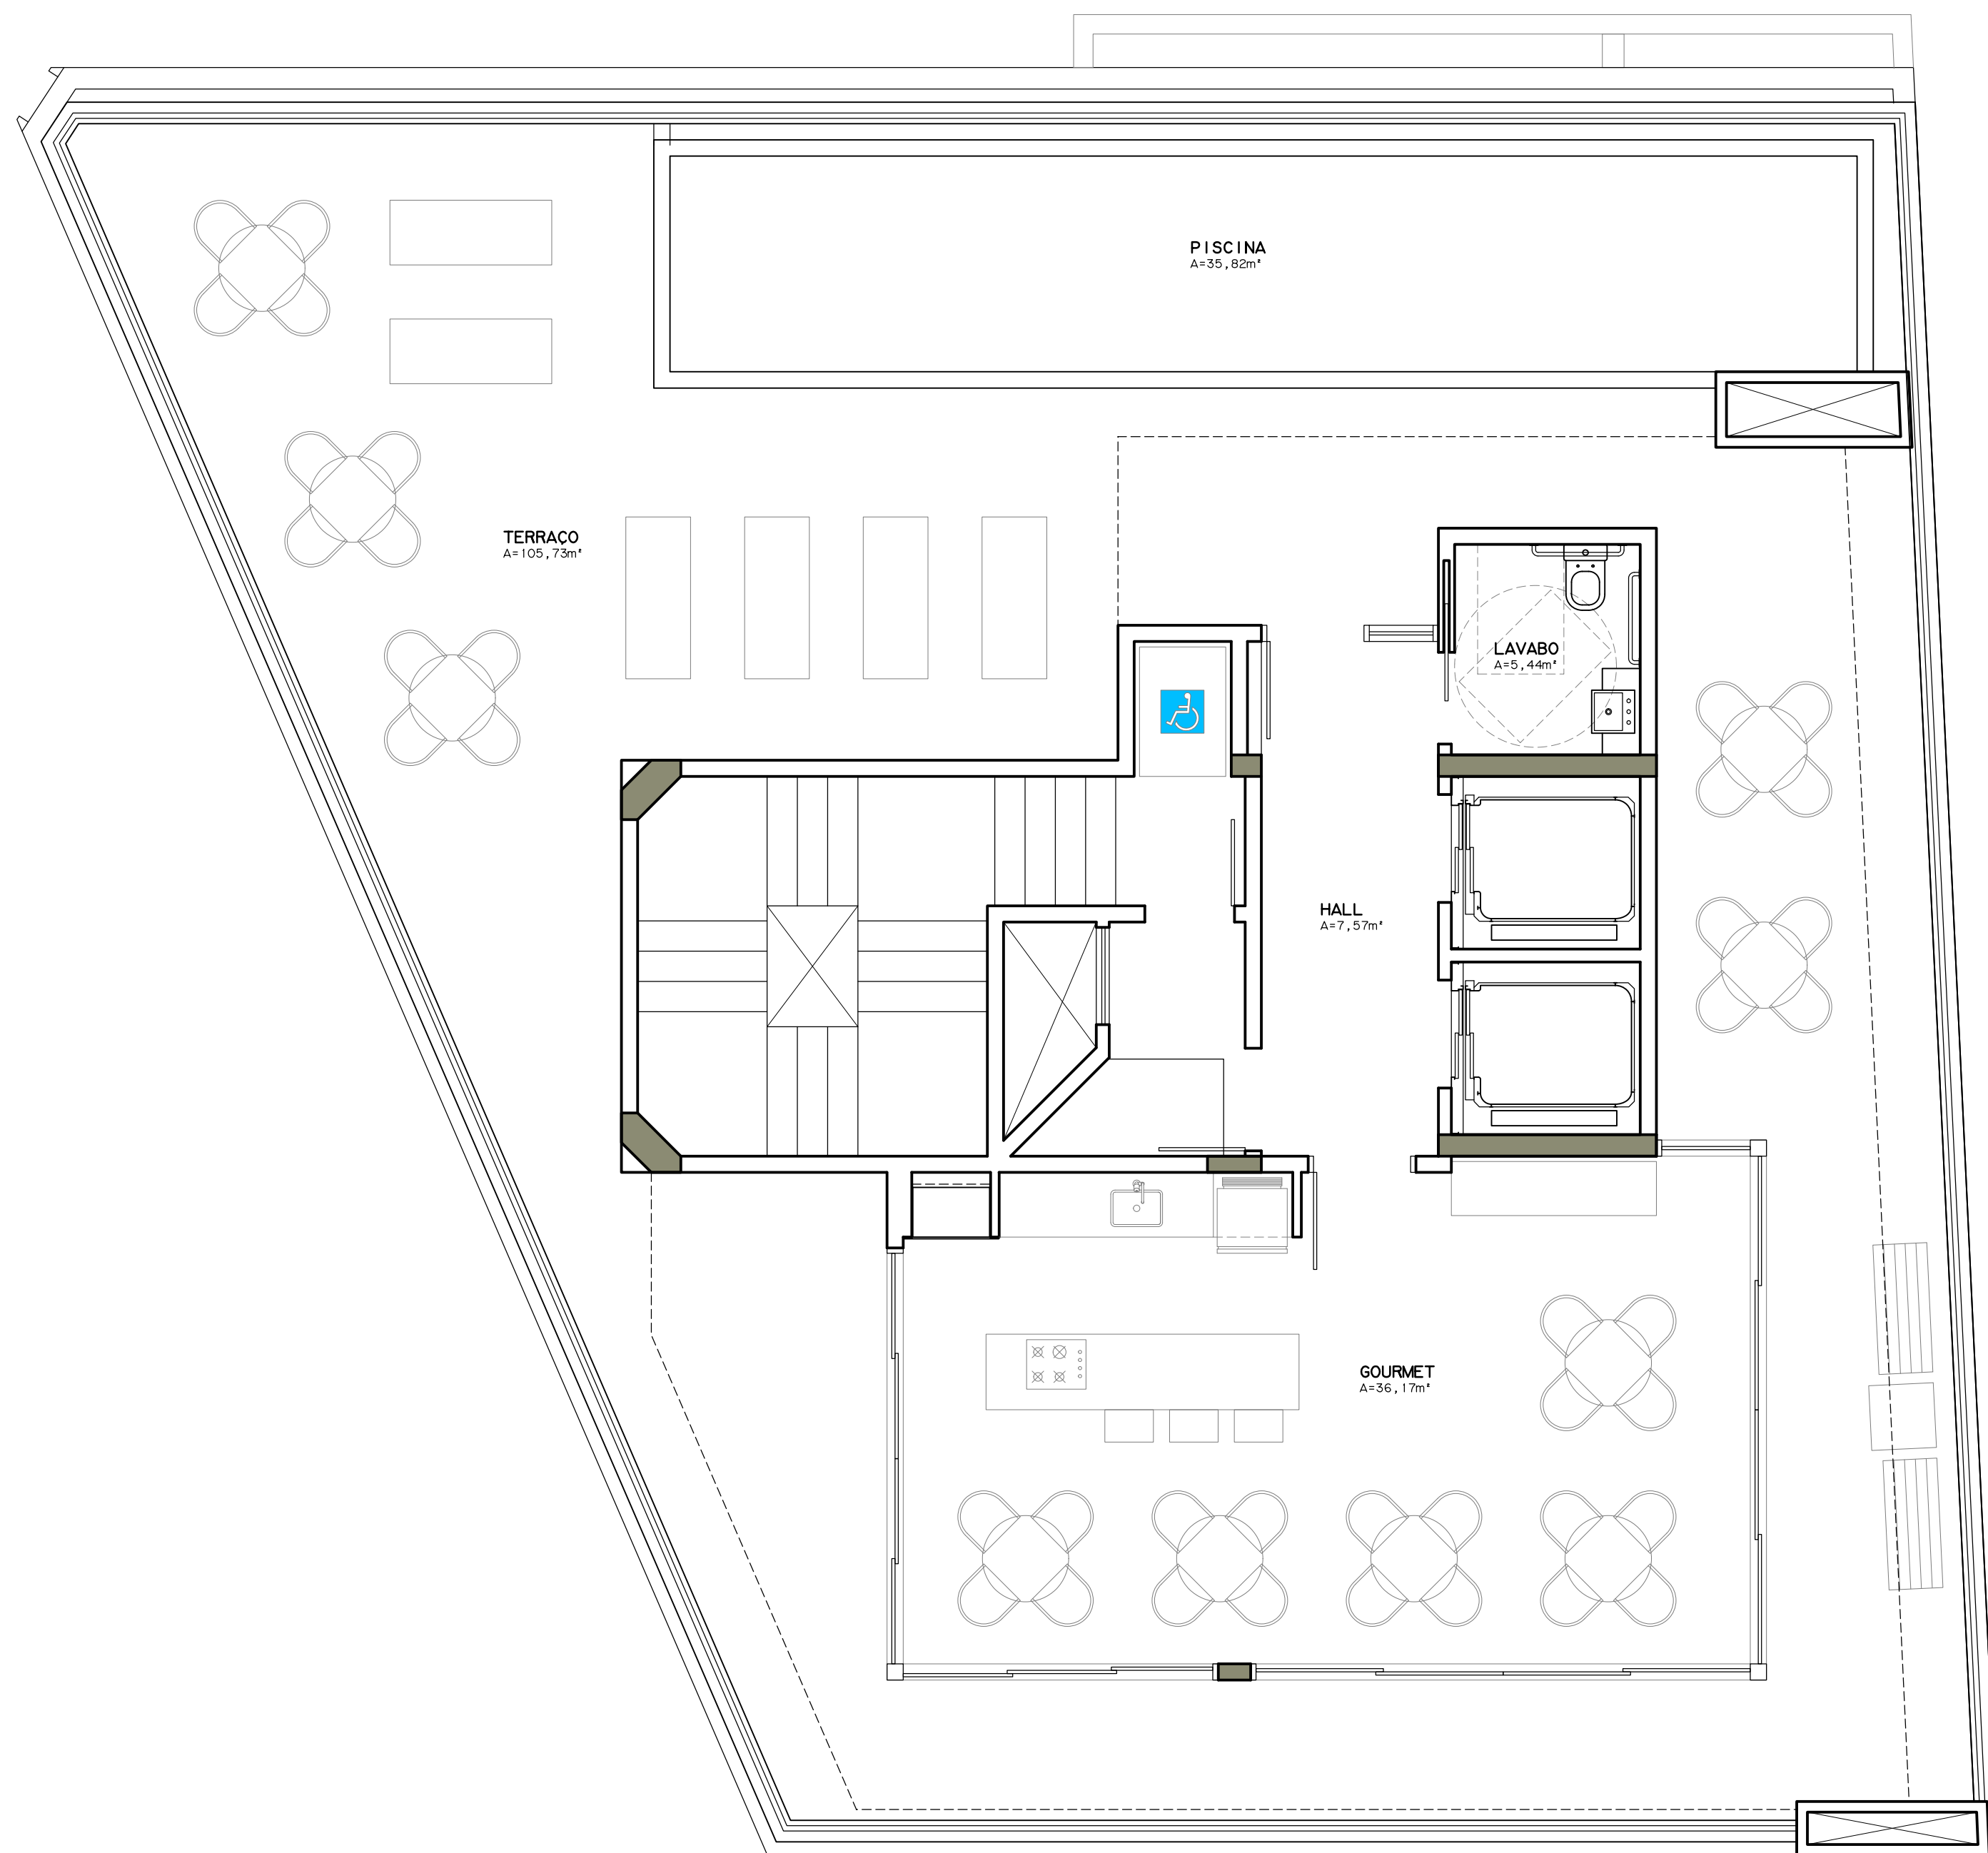 PISCINA
A=35,82m²
TERRAÇO
A=105,73m²
LAVABO
A=5,44m²
HALL
A=7,57m²
GOURMET
A=36,17m²